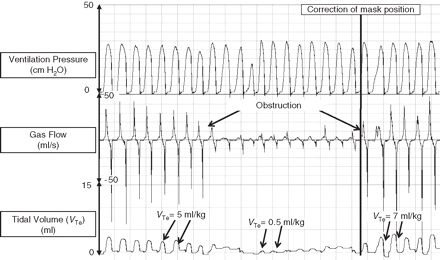 50
Correction of mask position
Ventilation Pressure
(cm H2O)
0
50
Obstruction
Gas Flow
(ml/s)
-50
15
VTe= 5 ml/kg
VTe= 0.5 ml/kg
VTe= 7 ml/kg
Tidal Volume (VTe)
(ml)
0